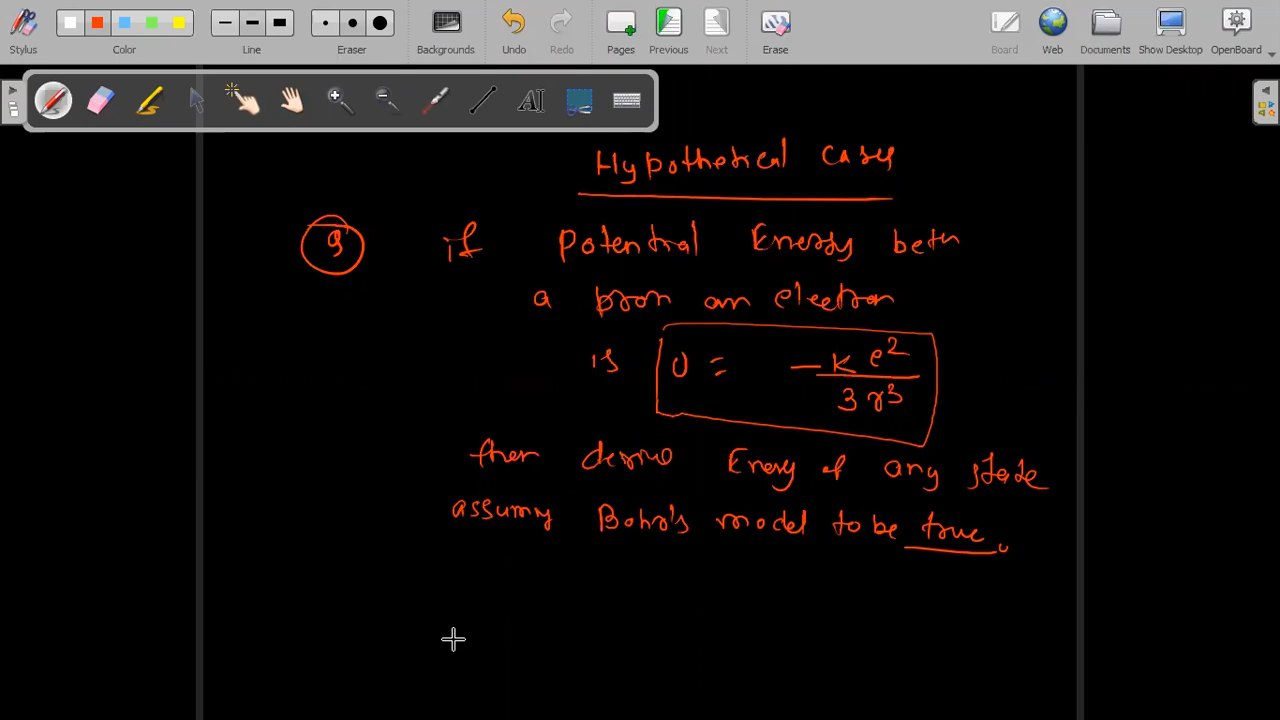 Stylus
Color
Line
Eraser
Backgrounds
Undo
Redo
Pages
Previous
Next
Erase
Board
Web
Documents
Show Desktop
OpenBoard
Hypothetical Cases
if Potential Energy betn
a proton an electron
is U = -Ke²/3r³
then derive Energy of any state
assumy Bohr's model to be true.